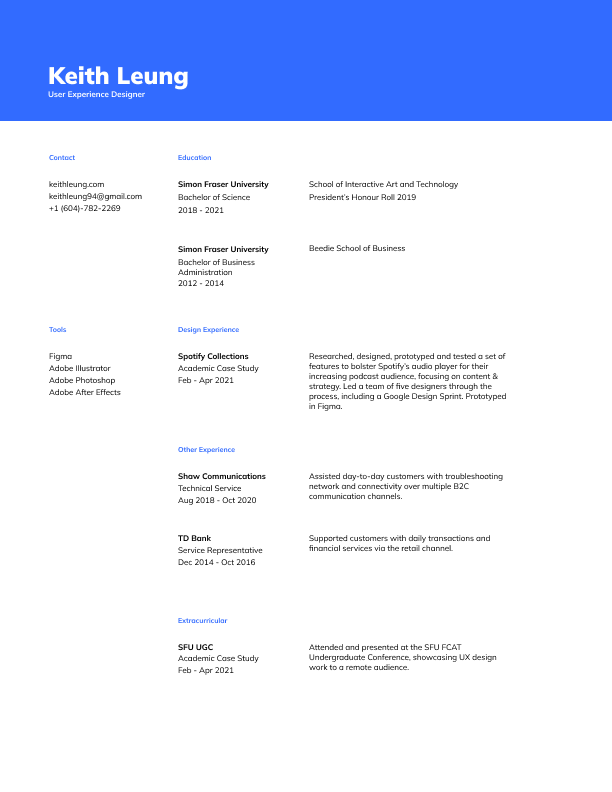 Keith Leung
User Experience Designer
Contact
keithleung.com
keithleung94@gmail.com
+1 (604)-782-2269
Education
Simon Fraser University
Bachelor of Science
2018 - 2021
School of Interactive Art and Technology
President's Honour Roll 2019
Simon Fraser University
Bachelor of Business
Administration
2012 - 2014
Beedie School of Business
Tools
Figma
Adobe Illustrator
Adobe Photoshop
Adobe After Effects
Design Experience
Spotify Collections
Academic Case Study
Feb - Apr 2021
Researched, designed, prototyped and tested a set of
features to bolster Spotify's audio player for their
increasing podcast audience, focusing on content &
strategy. Led a team of five designers through the
process, including a Google Design Sprint. Prototyped
in Figma.
Other Experience
Shaw Communications
Technical Service
Aug 2018 - Oct 2020
Assisted day-to-day customers with troubleshooting
network and connectivity over multiple B2C
communication channels.
TD Bank
Service Representative
Dec 2014 - Oct 2016
Supported customers with daily transactions and
financial services via the retail channel.
Extracurricular
SFU UGC
Academic Case Study
Feb - Apr 2021
Attended and presented at the SFU FCAT
Undergraduate Conference, showcasing UX design
work to a remote audience.